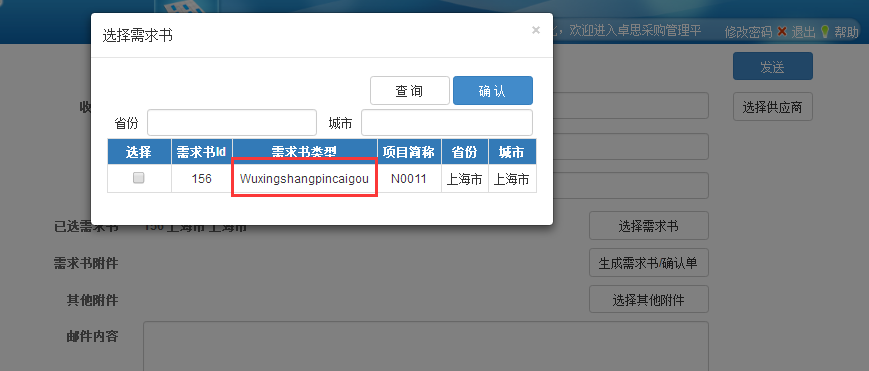 选择需求书 ×
化，欢迎进入卓思采购管理平
修改密码 退出 帮助
查 询 确 认
发送
省份 城市
收
选择供应商
选择 需求书Id 需求书类型 项目简称 省份 城市
156 Wuxingshangpincaigou N0011 上海市 上海市
已选需求书 156 上海市 上海市 选择需求书
需求书附件 生成需求书/确认单
其他附件 选择其他附件
邮件内容